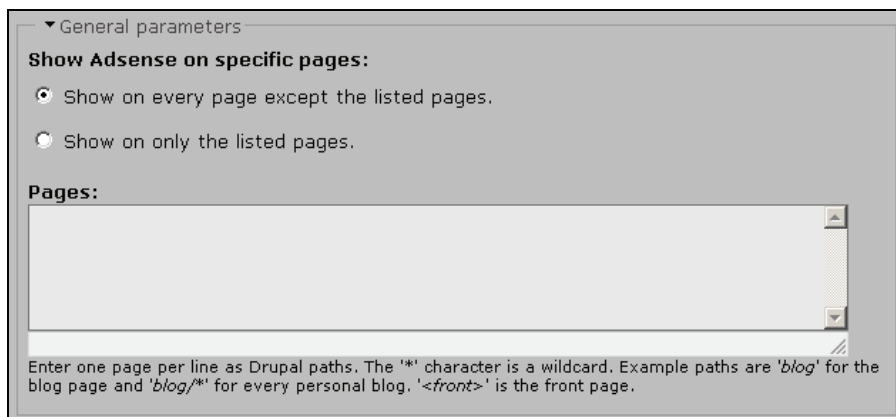 General parameters
Show Adsense on specific pages:
Show on every page except the listed pages.
Show on only the listed pages.
Pages:
Enter one page per line as Drupal paths. The '*' character is a wildcard. Example paths are 'blog' for the
blog page and 'blog/*' for every personal blog. '<front>' is the front page.